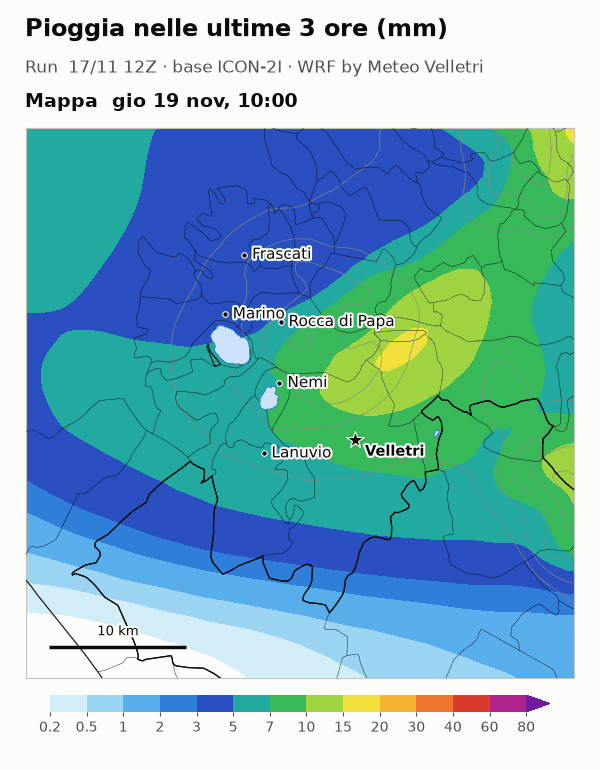 Pioggia nelle ultime 3 ore (mm)
Run 17/11 12Z · base ICON-2I · WRF by Meteo Velletri
Mappa gio 19 nov, 10:00
Frascati
Marino
Rocca di Papa
Nemi
Velletri
Lanuvio
10 km
0.2 0.5 1 2 3 5 7 10 15 20 30 40 60 80